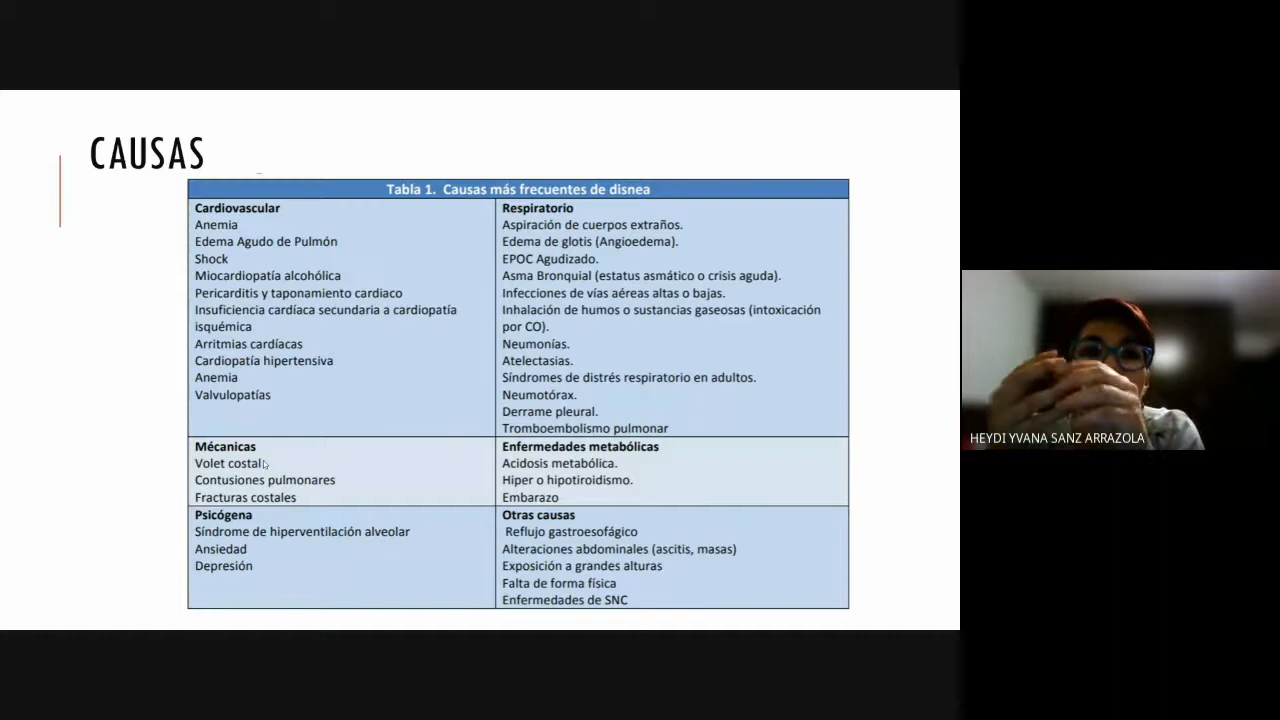 CAUSAS
Tabla 1. Causas más frecuentes de disnea
Cardiovascular
Anemia
Edema Agudo de Pulmón
Shock
Miocardiopatía alcohólica
Pericarditis y taponamiento cardiaco
Insuficiencia cardíaca secundaria a cardiopatía
isquémica
Arritmias cardíacas
Cardiopatía hipertensiva
Anemia
Valvulopatías
Respiratorio
Aspiración de cuerpos extraños.
Edema de glotis (Angioedema).
EPOC Agudizado.
Asma Bronquial (estatus asmático o crisis aguda).
Infecciones de vías aéreas altas o bajas.
Inhalación de humos o sustancias gaseosas (intoxicación
por CO).
Neumonías.
Atelectasias.
Síndromes de distrés respiratorio en adultos.
Neumotórax.
Derrame pleural.
Tromboembolismo pulmonar
Mécanicas
Volet costal
Contusiones pulmonares
Fracturas costales
Enfermedades metabólicas
Acidosis metabólica.
Hiper o hipotiroidismo.
Embarazo
Psicógena
Síndrome de hiperventilación alveolar
Ansiedad
Depresión
Otras causas
Reflujo gastroesofágico
Alteraciones abdominales (ascitis, masas)
Exposición a grandes alturas
Falta de forma física
Enfermedades de SNC
HEYDI YVANA SANZ ARRAZOLA